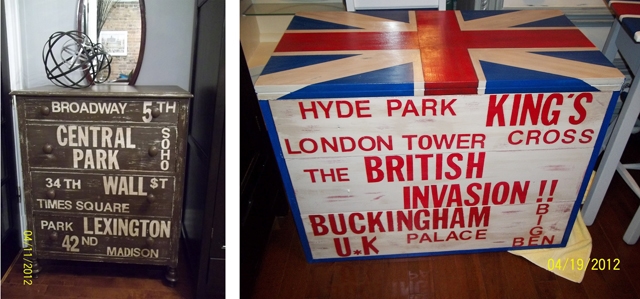 BROADWAY 5TH
CENTRAL PARK
SOHO
34TH WALL $T
TIMES SQUARE
PARK LEXINGTON
42ND MADISON
04/11/2012
HYDE PARK KING'S
LONDON TOWER CROSS
THE BRITISH
INVASION!!
BUCKINGHAM
U*K PALACE
BIG
BEN
04/19/2012